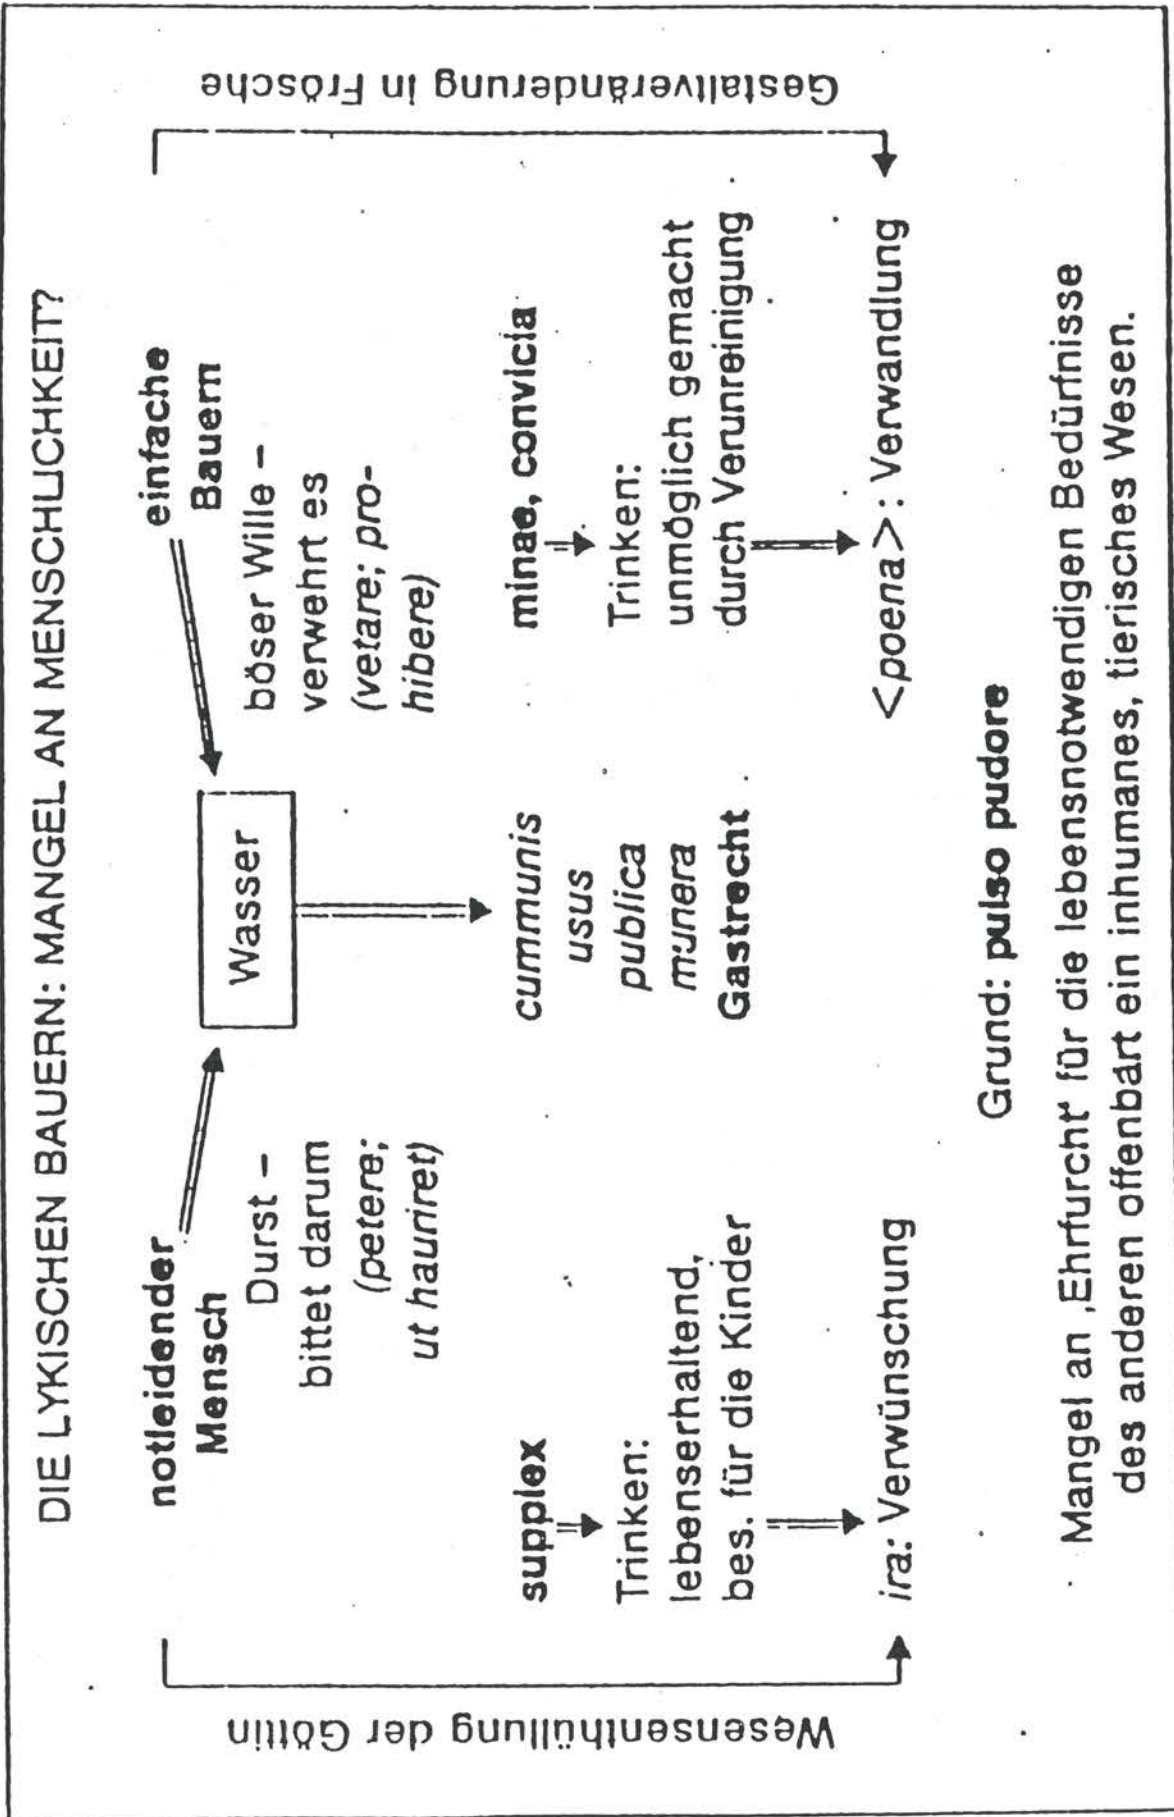 DIE LYKISCHEN BAUERN: MANGEL AN MENSCHLICHKEIT?
Wesensenthüllung der Göttin
notleidender
Mensch
Durst –
bittet darum
(petere;
ut hauriret)
supplex
Trinken:
lebenserhaltend,
bes. für die Kinder
ira: Verwünschung
Wasser
cummunis
usus
publica
munera
Gastrecht
einfache
Bauern
böser Wille –
verwehrt es
(vetare; pro-
hibere)
minae, convicia
Trinken:
unmöglich gemacht
durch Verunreinigung
<poena>: Verwandlung
Gestaltveränderung in Frösche
Grund: pulso pudore
Mangel an ‚Ehrfurcht‘ für die lebensnotwendigen Bedürfnisse
des anderen offenbart ein inhumanes, tierisches Wesen.